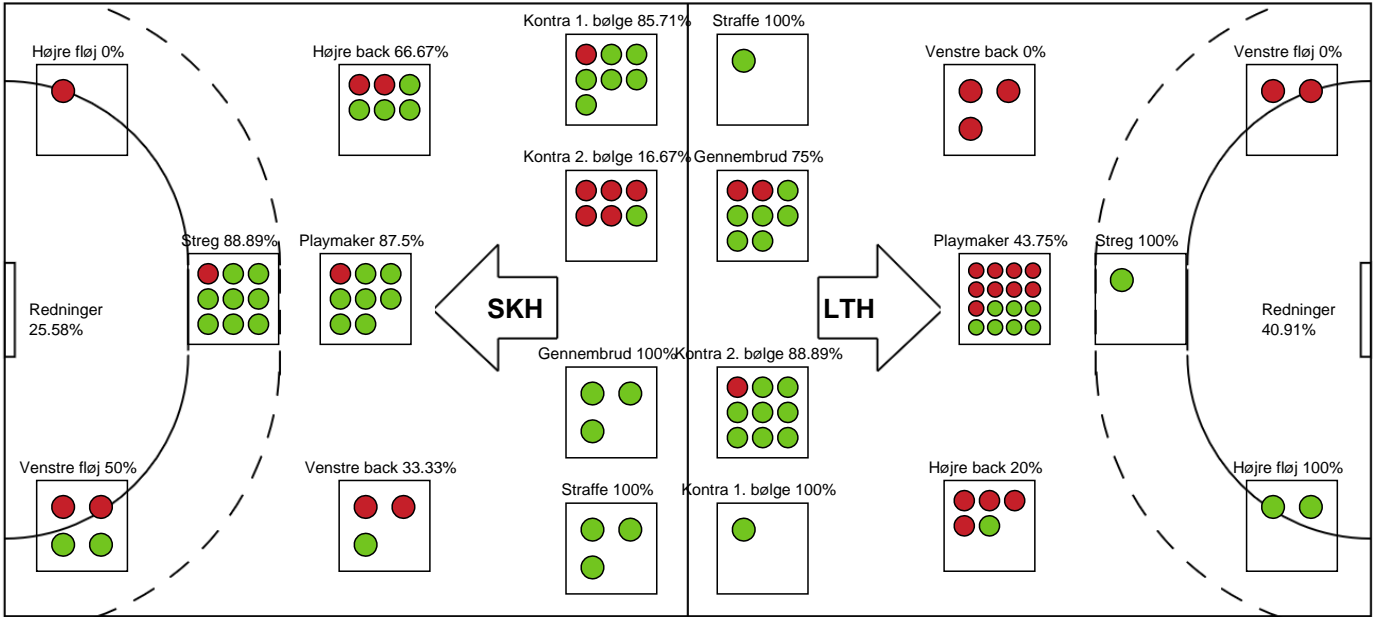 Kontra 1. bølge 85.71%
Straffe 100%
Højre fløj 0%
Højre back 66.67%
Venstre back 0%
Venstre fløj 0%
Kontra 2. bølge 16.67%
Gennembrud 75%
Streg 88.89%
Playmaker 87.5%
Playmaker 43.75%
Streg 100%
Redninger
25.58%
SKH
LTH
Redninger
40.91%
Gennembrud 100%
Kontra 2. bølge 88.89%
Venstre fløj 50%
Venstre back 33.33%
Straffe 100%
Kontra 1. bølge 100%
Højre back 20%
Højre fløj 100%